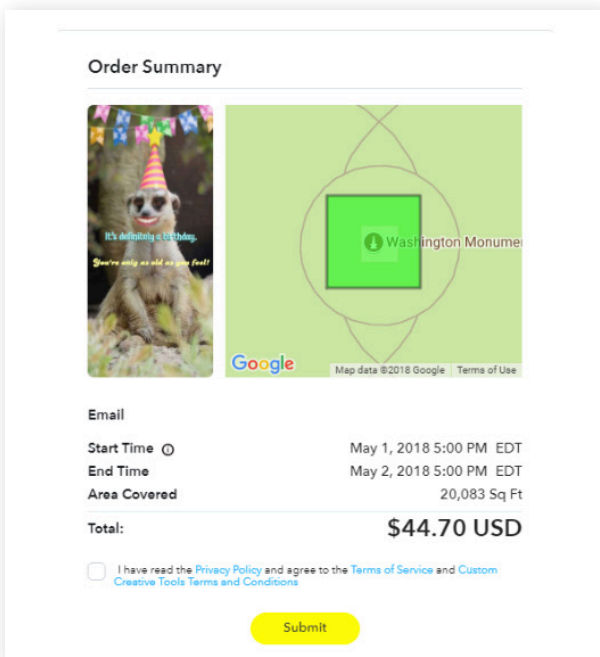 Order Summary
It's definitely a birthday,
You're only as old as you feel!
Washington Monume
Google
Map data ©2018 Google Terms of Use
Email
Start Time May 1, 2018 5:00 PM EDT
End Time May 2, 2018 5:00 PM EDT
Area Covered 20,083 Sq Ft
Total: $44.70 USD
I have read the Privacy Policy and agree to the Terms of Service and Custom
Creative Tools Terms and Conditions
Submit